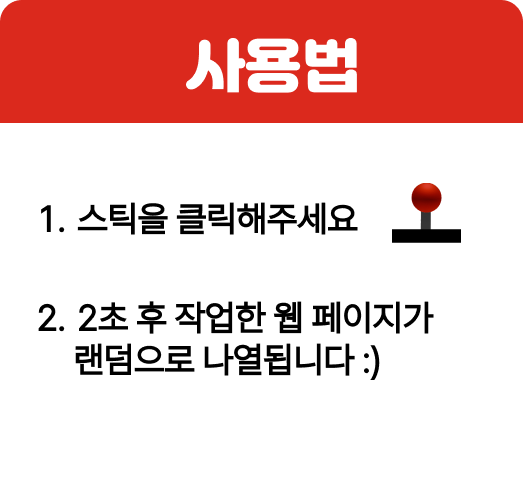 사용법
1. 스틱을 클릭해주세요
2. 2초 후 작업한 웹 페이지가
랜덤으로 나열됩니다 :)